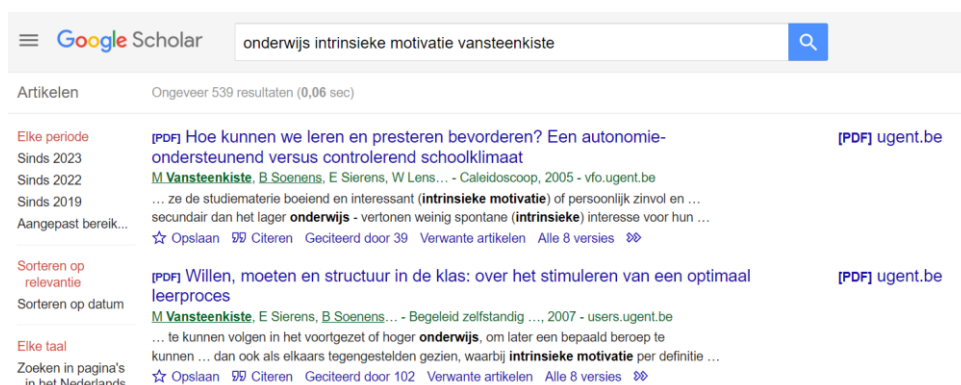 Google Scholar
onderwijs intrinsieke motivatie vansteenkiste
Artikelen
Ongeveer 539 resultaten (0,06 sec)
Elke periode
Sinds 2023
Sinds 2022
Sinds 2019
Aangepast bereik...
Sorteren op
relevantie
Sorteren op datum
Elke taal
Zoeken in pagina's
in het Nederlands
[PDF] Hoe kunnen we leren en presteren bevorderen? Een autonomie-
ondersteunend versus controlerend schoolklimaat
M Vansteenkiste, B Soenens, E Sierens, W Lens... - Caleidoscoop, 2005 - vfo.ugent.be
... ze de studiematerie boeiend en interessant (intrinsieke motivatie) of persoonlijk zinvol en ...
secundair dan het lager onderwijs - vertonen weinig spontane (intrinsieke) interesse voor hun ...
Opslaan Citeren Geciteerd door 39 Verwante artikelen Alle 8 versies
[PDF] ugent.be
[PDF] Willen, moeten en structuur in de klas: over het stimuleren van een optimaal
leerproces
M Vansteenkiste, E Sierens, B Soenens... - Begeleid zelfstandig ..., 2007 - users.ugent.be
... te kunnen volgen in het voortgezet of hoger onderwijs, om later een bepaald beroep te
kunnen ... dan ook als elkaars tegengestelden gezien, waarbij intrinsieke motivatie per definitie ...
Opslaan Citeren Geciteerd door 102 Verwante artikelen Alle 8 versies
[PDF] ugent.be